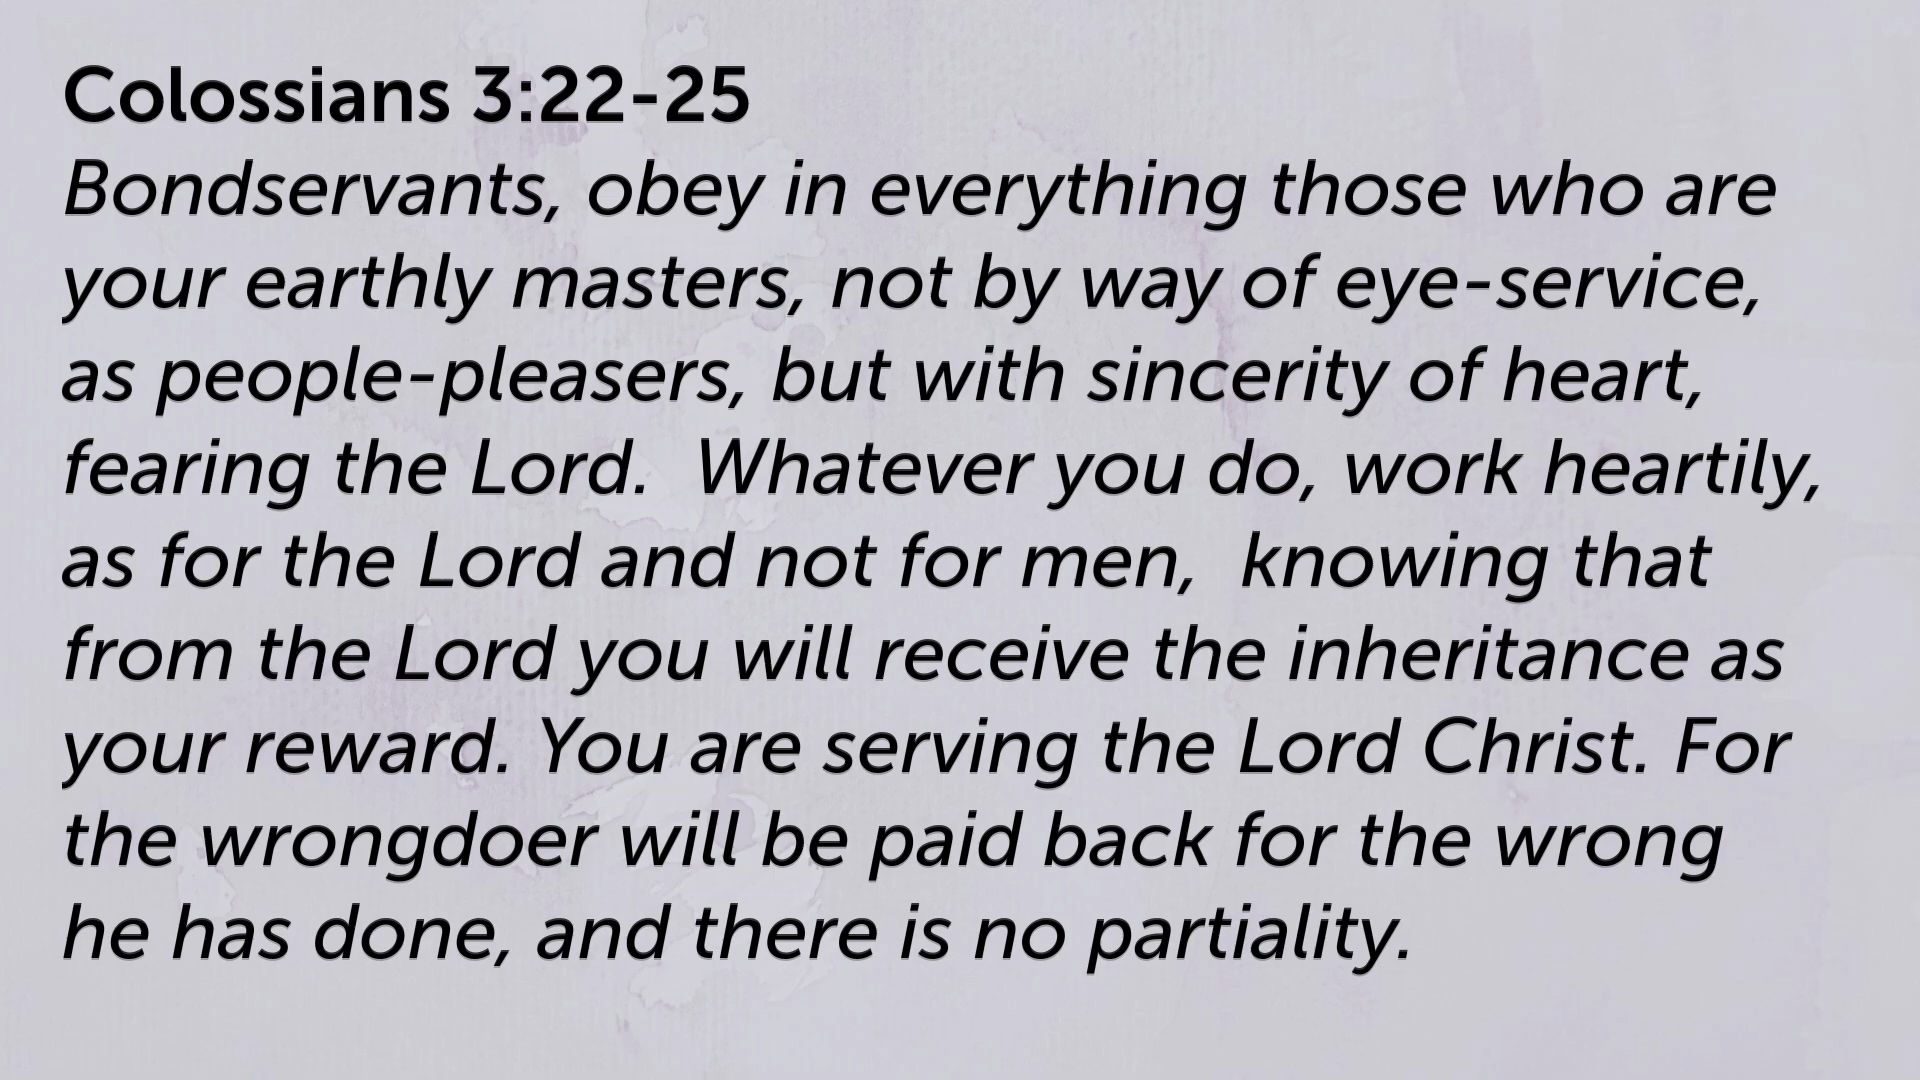 Colossians 3:22-25
Bondservants, obey in everything those who are
your earthly masters, not by way of eye-service,
as people-pleasers, but with sincerity of heart,
fearing the Lord.  Whatever you do, work heartily,
as for the Lord and not for men,  knowing that
from the Lord you will receive the inheritance as
your reward. You are serving the Lord Christ. For
the wrongdoer will be paid back for the wrong
he has done, and there is no partiality.